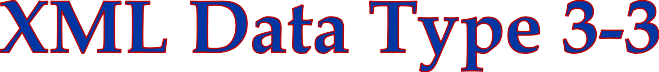 XML Data Type 3-3